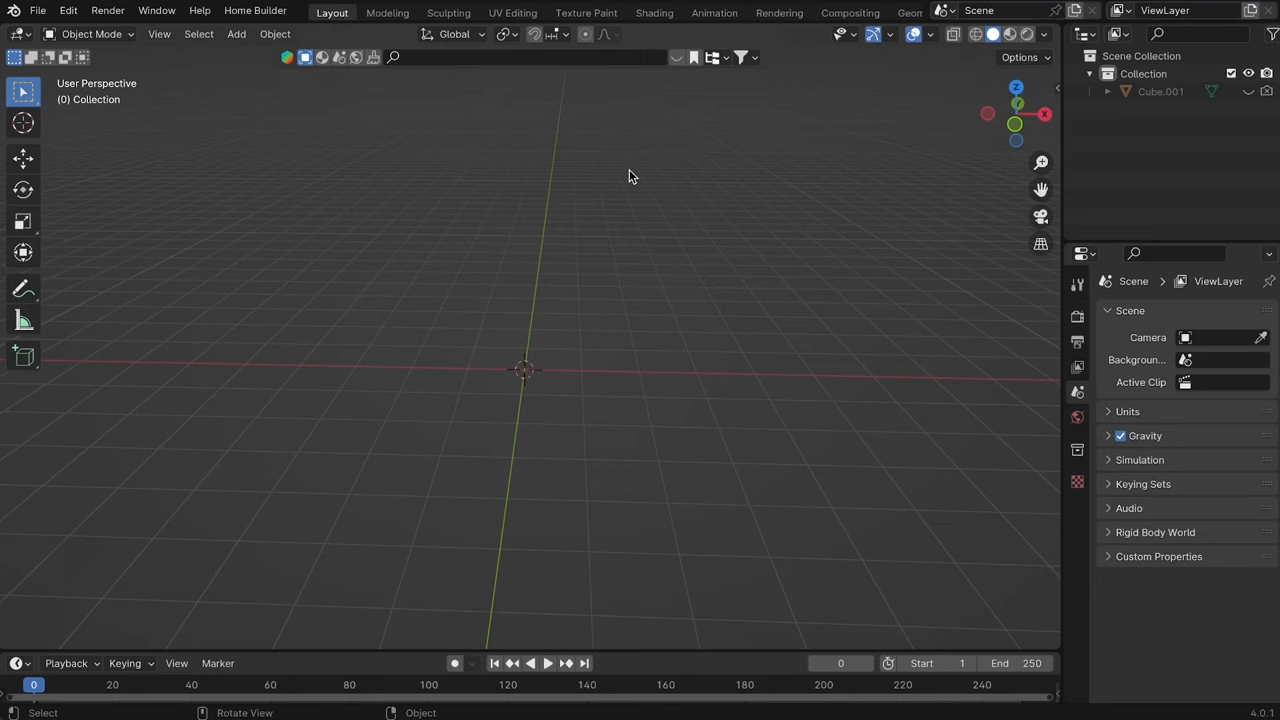 File Edit Render Window Help Home Builder Layout Modeling Sculpting UV Editing Texture Paint Shading Animation Rendering Compositing Geon Scene ViewLayer
Object Mode View Select Add Object Global
Options
User Perspective
(0) Collection
Z
Y
X
Scene Collection
Collection
Cube.001
Scene ViewLayer
Scene
Camera
Backgroun...
Active Clip
Units
Gravity
Simulation
Keying Sets
Audio
Rigid Body World
Custom Properties
Playback Keying View Marker 0 Start 1 End 250
0 20 40 60 80 100 120 140 160 180 200 220 240
Select Rotate View Object 4.0.1